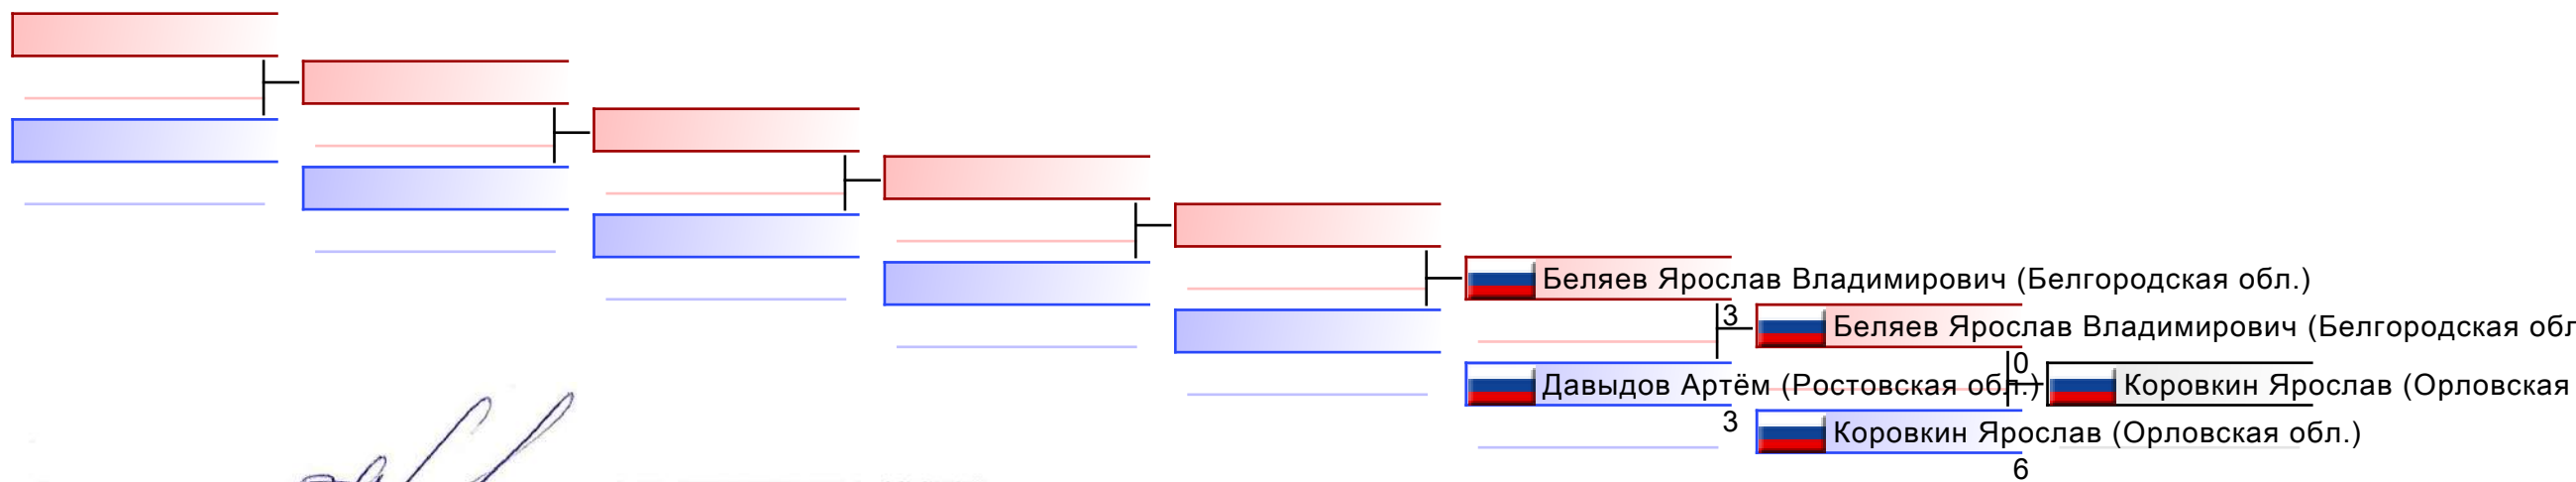 Беляев Ярослав Владимирович (Белгородская обл.)
3
Беляев Ярослав Владимирович (Белгородская обл
Давыдов Артём (Ростовская обл.)
0
Коровкин Ярослав (Орловская
3
Коровкин Ярослав (Орловская обл.)
6